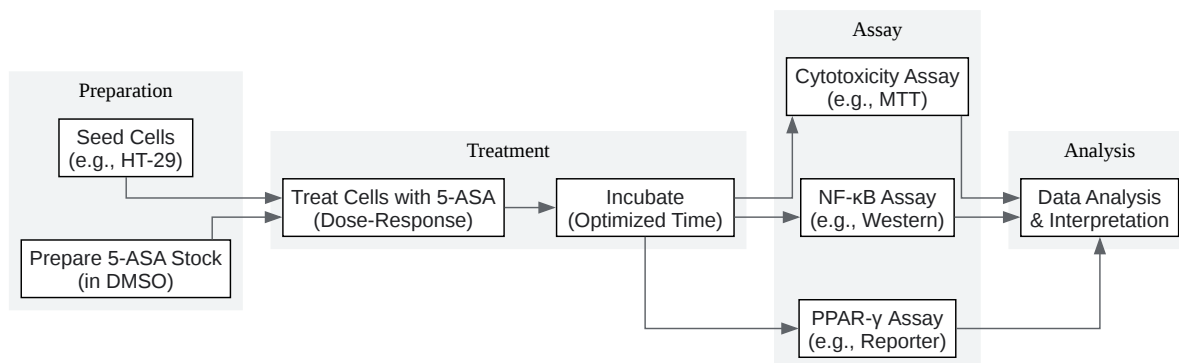 Preparation
Seed Cells
(e.g., HT-29)
Prepare 5-ASA Stock
(in DMSO)
Treatment
Treat Cells with 5-ASA
(Dose-Response)
Incubate
(Optimized Time)
Assay
Cytotoxicity Assay
(e.g., MTT)
NF-κB Assay
(e.g., Western)
PPAR-γ Assay
(e.g., Reporter)
Analysis
Data Analysis
& Interpretation